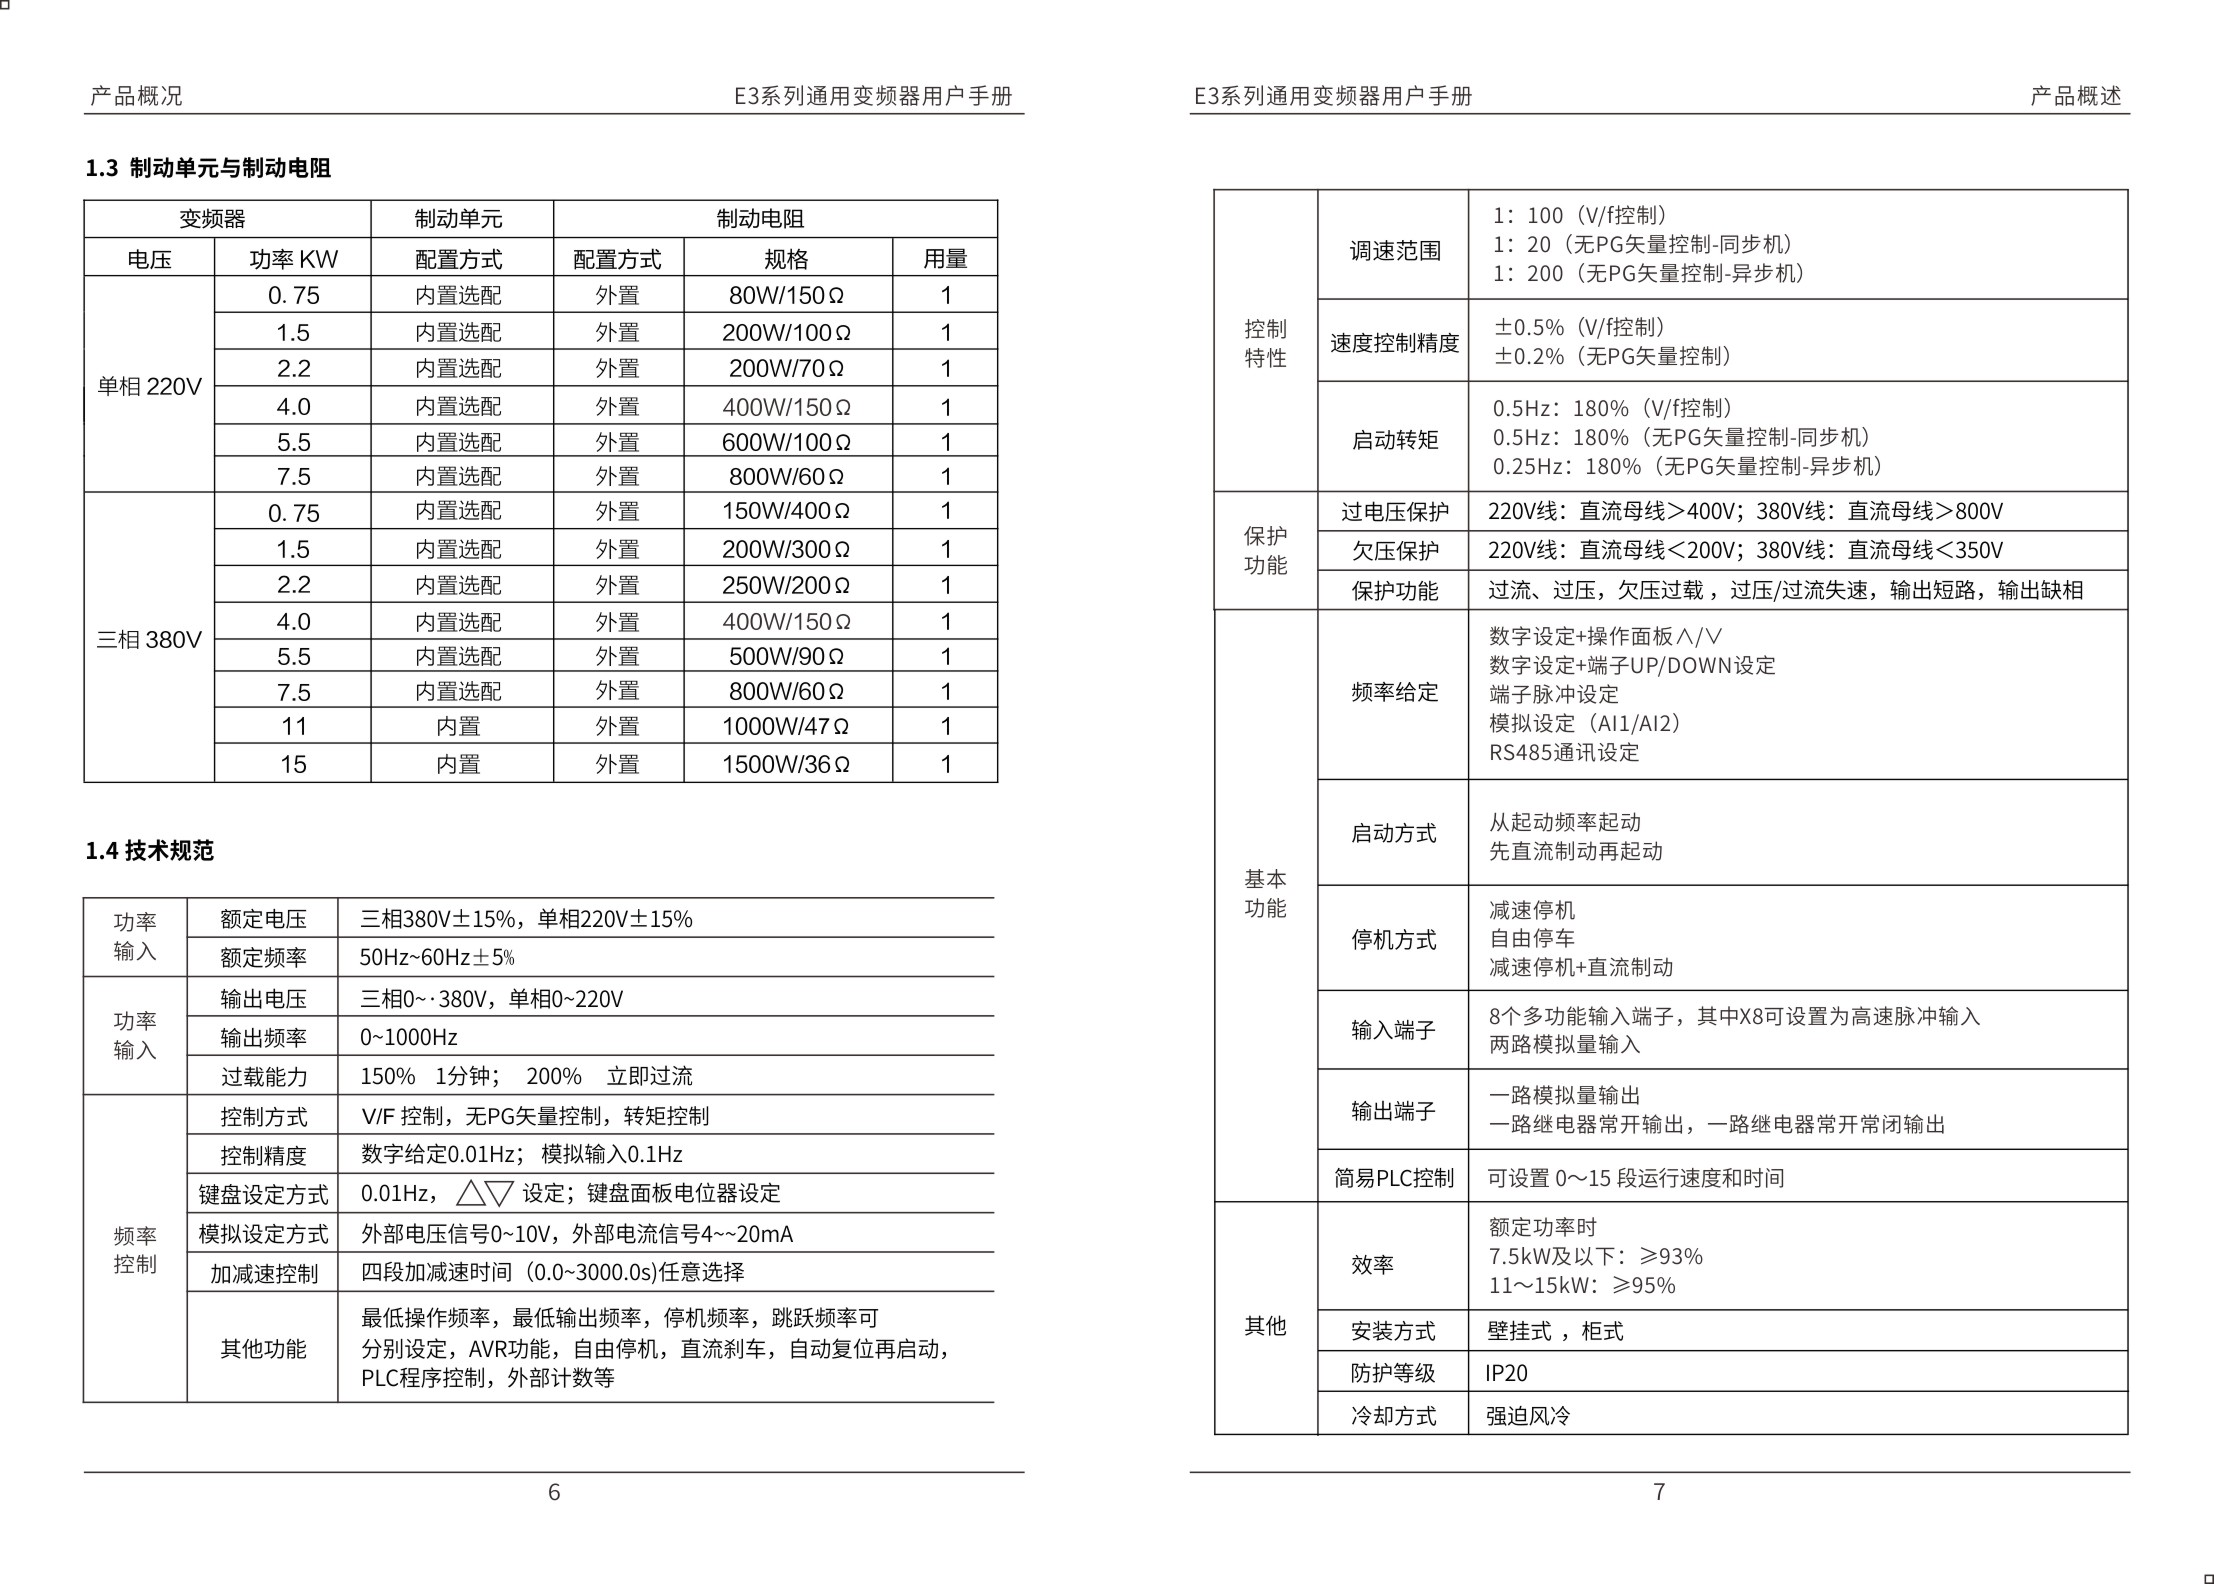 产品概况 E3系列通用变频器用户手册
1.3 制动单元与制动电阻
变频器 制动单元 制动电阻
电压 功率 KW 配置方式 配置方式 规格 用量
单相 220V
0. 75 内置选配 外置 80W/150Ω 1
1.5 内置选配 外置 200W/100Ω 1
2.2 内置选配 外置 200W/70Ω 1
4.0 内置选配 外置 400W/150Ω 1
5.5 内置选配 外置 600W/100Ω 1
7.5 内置选配 外置 800W/60Ω 1
三相 380V
0. 75 内置选配 外置 150W/400Ω 1
1.5 内置选配 外置 200W/300Ω 1
2.2 内置选配 外置 250W/200Ω 1
4.0 内置选配 外置 400W/150Ω 1
5.5 内置选配 外置 500W/90Ω 1
7.5 内置选配 外置 800W/60Ω 1
11 内置 外置 1000W/47Ω 1
15 内置 外置 1500W/36Ω 1
1.4 技术规范
功率
输入
额定电压 三相380V±15%，单相220V±15%
额定频率 50Hz~60Hz±5%
功率
输入
输出电压 三相0~·380V，单相0~220V
输出频率 0~1000Hz
过载能力 150% 1分钟； 200% 立即过流
频率
控制
控制方式 V/F 控制，无PG矢量控制，转矩控制
控制精度 数字给定0.01Hz； 模拟输入0.1Hz
键盘设定方式 0.01Hz， △▽ 设定；键盘面板电位器设定
模拟设定方式 外部电压信号0~10V，外部电流信号4~~20mA
加减速控制 四段加减速时间（0.0~3000.0s)任意选择
其他功能
最低操作频率，最低输出频率，停机频率，跳跃频率可
分别设定，AVR功能，自由停机，直流刹车，自动复位再启动，
PLC程序控制，外部计数等
6
E3系列通用变频器用户手册 产品概述
控制
特性
调速范围
1：100（V/f控制）
1：20（无PG矢量控制-同步机）
1：200（无PG矢量控制-异步机）
速度控制精度
±0.5%（V/f控制）
±0.2%（无PG矢量控制）
启动转矩
0.5Hz：180%（V/f控制）
0.5Hz：180%（无PG矢量控制-同步机）
0.25Hz：180%（无PG矢量控制-异步机）
保护
功能
过电压保护 220V线：直流母线＞400V；380V线：直流母线＞800V
欠压保护 220V线：直流母线＜200V；380V线：直流母线＜350V
保护功能 过流、过压，欠压过载 ，过压/过流失速，输出短路，输出缺相
基本
功能
频率给定
数字设定+操作面板∧/∨
数字设定+端子UP/DOWN设定
端子脉冲设定
模拟设定（AI1/AI2）
RS485通讯设定
启动方式
从起动频率起动
先直流制动再起动
停机方式
减速停机
自由停车
减速停机+直流制动
输入端子
8个多功能输入端子，其中X8可设置为高速脉冲输入
两路模拟量输入
输出端子
一路模拟量输出
一路继电器常开输出，一路继电器常开常闭输出
简易PLC控制 可设置 0～15 段运行速度和时间
其他
效率
额定功率时
7.5kW及以下：≥93%
11～15kW：≥95%
安装方式 壁挂式 ，柜式
防护等级 IP20
冷却方式 强迫风冷
7